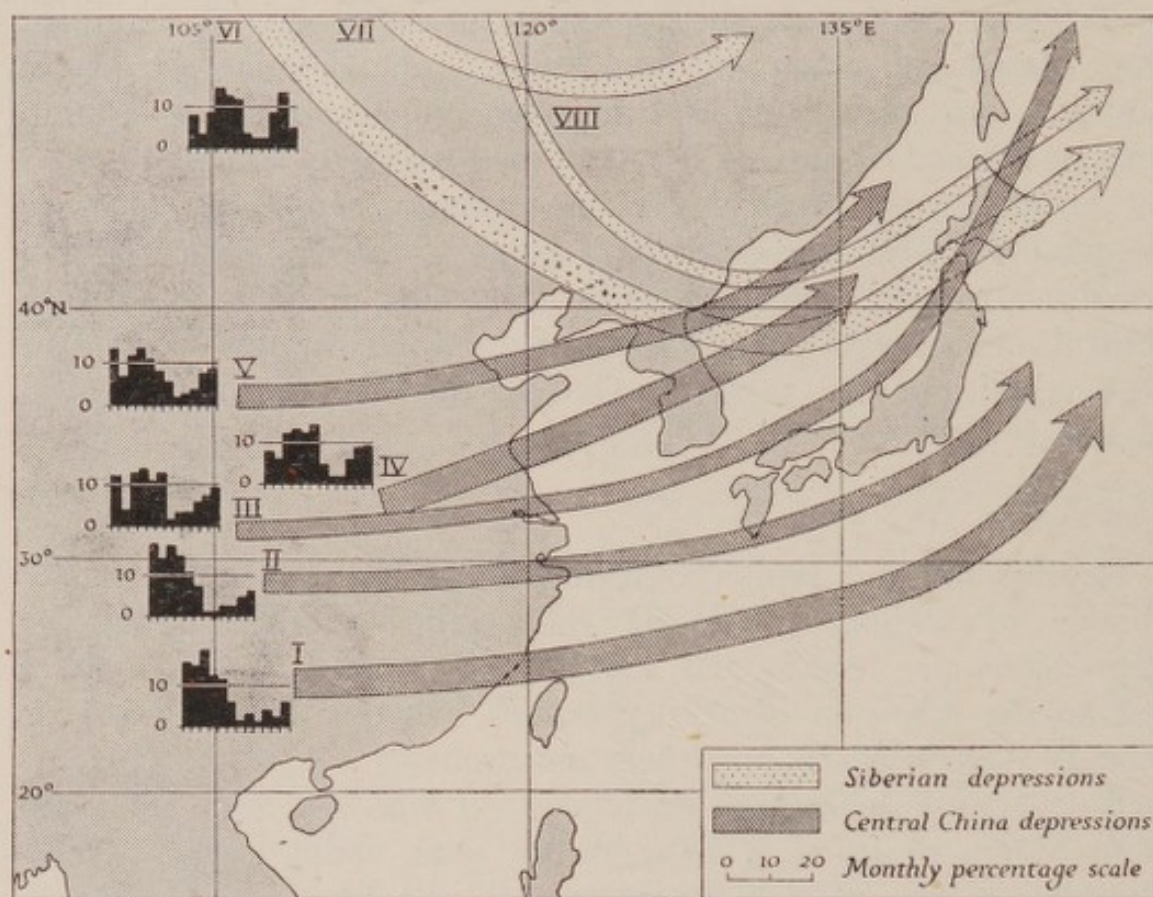 105° VI VII 120° 135°E
VIII
10
0
40°N
V
10
0
IV
10
0
III
10
0
30°
II
10
0
I
10
0
20°
Siberian depressions
Central China depressions
0 10 20 Monthly percentage scale